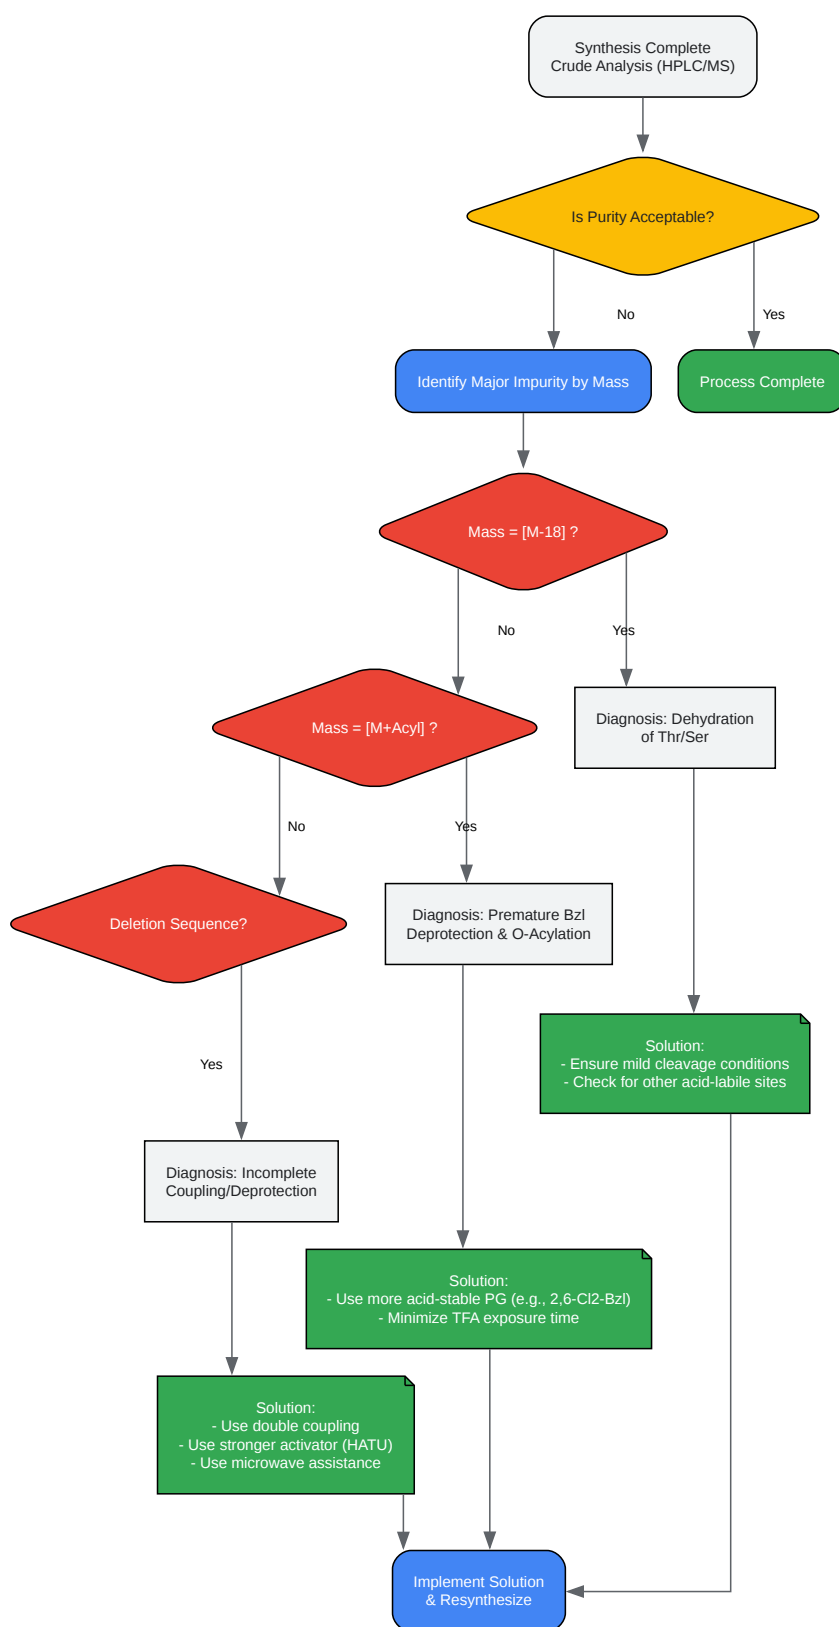 Synthesis Complete
Crude Analysis (HPLC/MS)
Is Purity Acceptable?
No
Yes
Identify Major Impurity by Mass
Process Complete
Mass = [M-18] ?
No
Yes
Mass = [M+Acyl] ?
Diagnosis: Dehydration
of Thr/Ser
No
Yes
Deletion Sequence?
Diagnosis: Premature Bzl
Deprotection & O-Acylation
Solution:
- Ensure mild cleavage conditions
- Check for other acid-labile sites
Yes
Diagnosis: Incomplete
Coupling/Deprotection
Solution:
- Use more acid-stable PG (e.g., 2,6-Cl2-Bzl)
- Minimize TFA exposure time
Solution:
- Use double coupling
- Use stronger activator (HATU)
- Use microwave assistance
Implement Solution
& Resynthesize